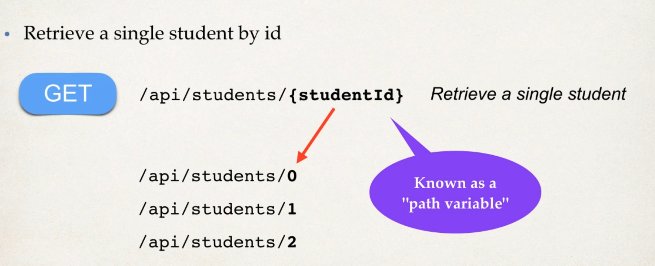 • Retrieve a single student by id
GET /api/students/{studentId} Retrieve a single student
/api/students/0
/api/students/1
/api/students/2
Known as a
"path variable"